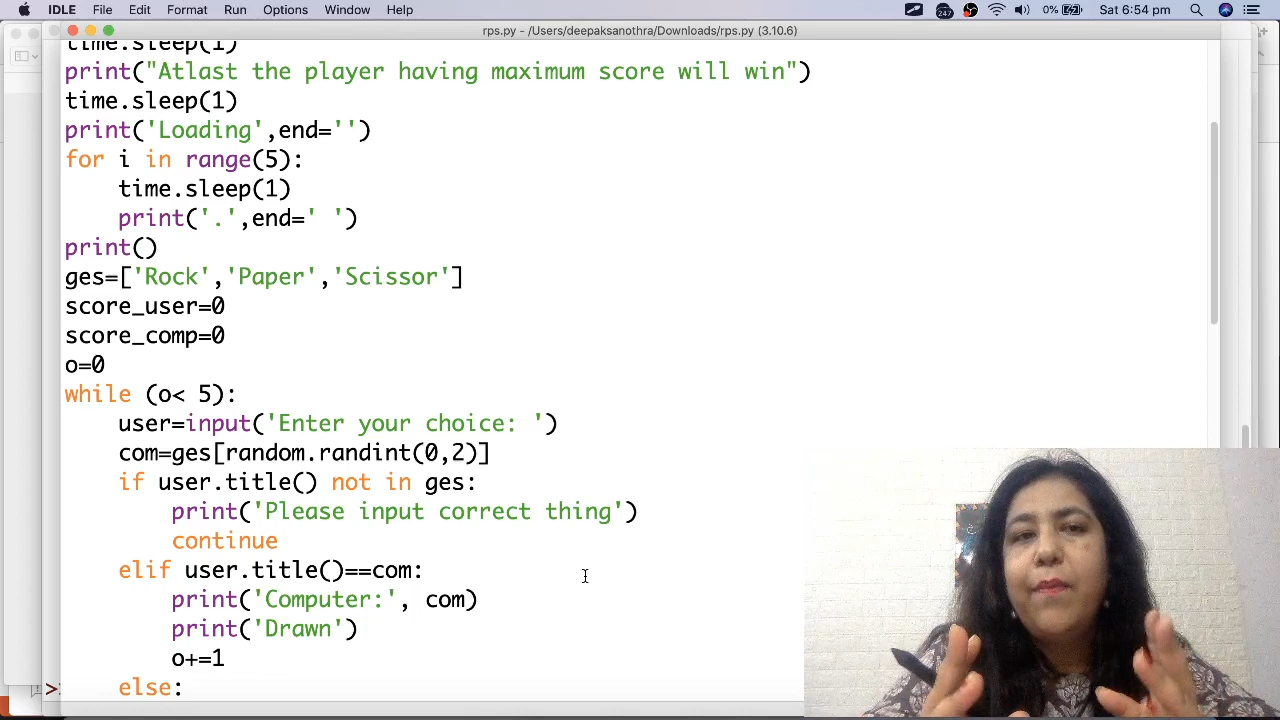 IDLE File Edit Format Run Options Window Help 247 0% Sat 6:54 pm
rps.py - /Users/deepaksanothra/Downloads/rps.py (3.10.6)
time.sleep(1)
print("Atlast the player having maximum score will win")
time.sleep(1)
print('Loading',end='')
for i in range(5):
    time.sleep(1)
    print('.',end=' ')
print()
ges=['Rock','Paper','Scissor']
score_user=0
score_comp=0
o=0
while (o< 5):
    user=input('Enter your choice: ')
    com=ges[random.randint(0,2)]
    if user.title() not in ges:
        print('Please input correct thing')
        continue
    elif user.title()==com:
        print('Computer:', com)
        print('Drawn')
        o+=1
    else: